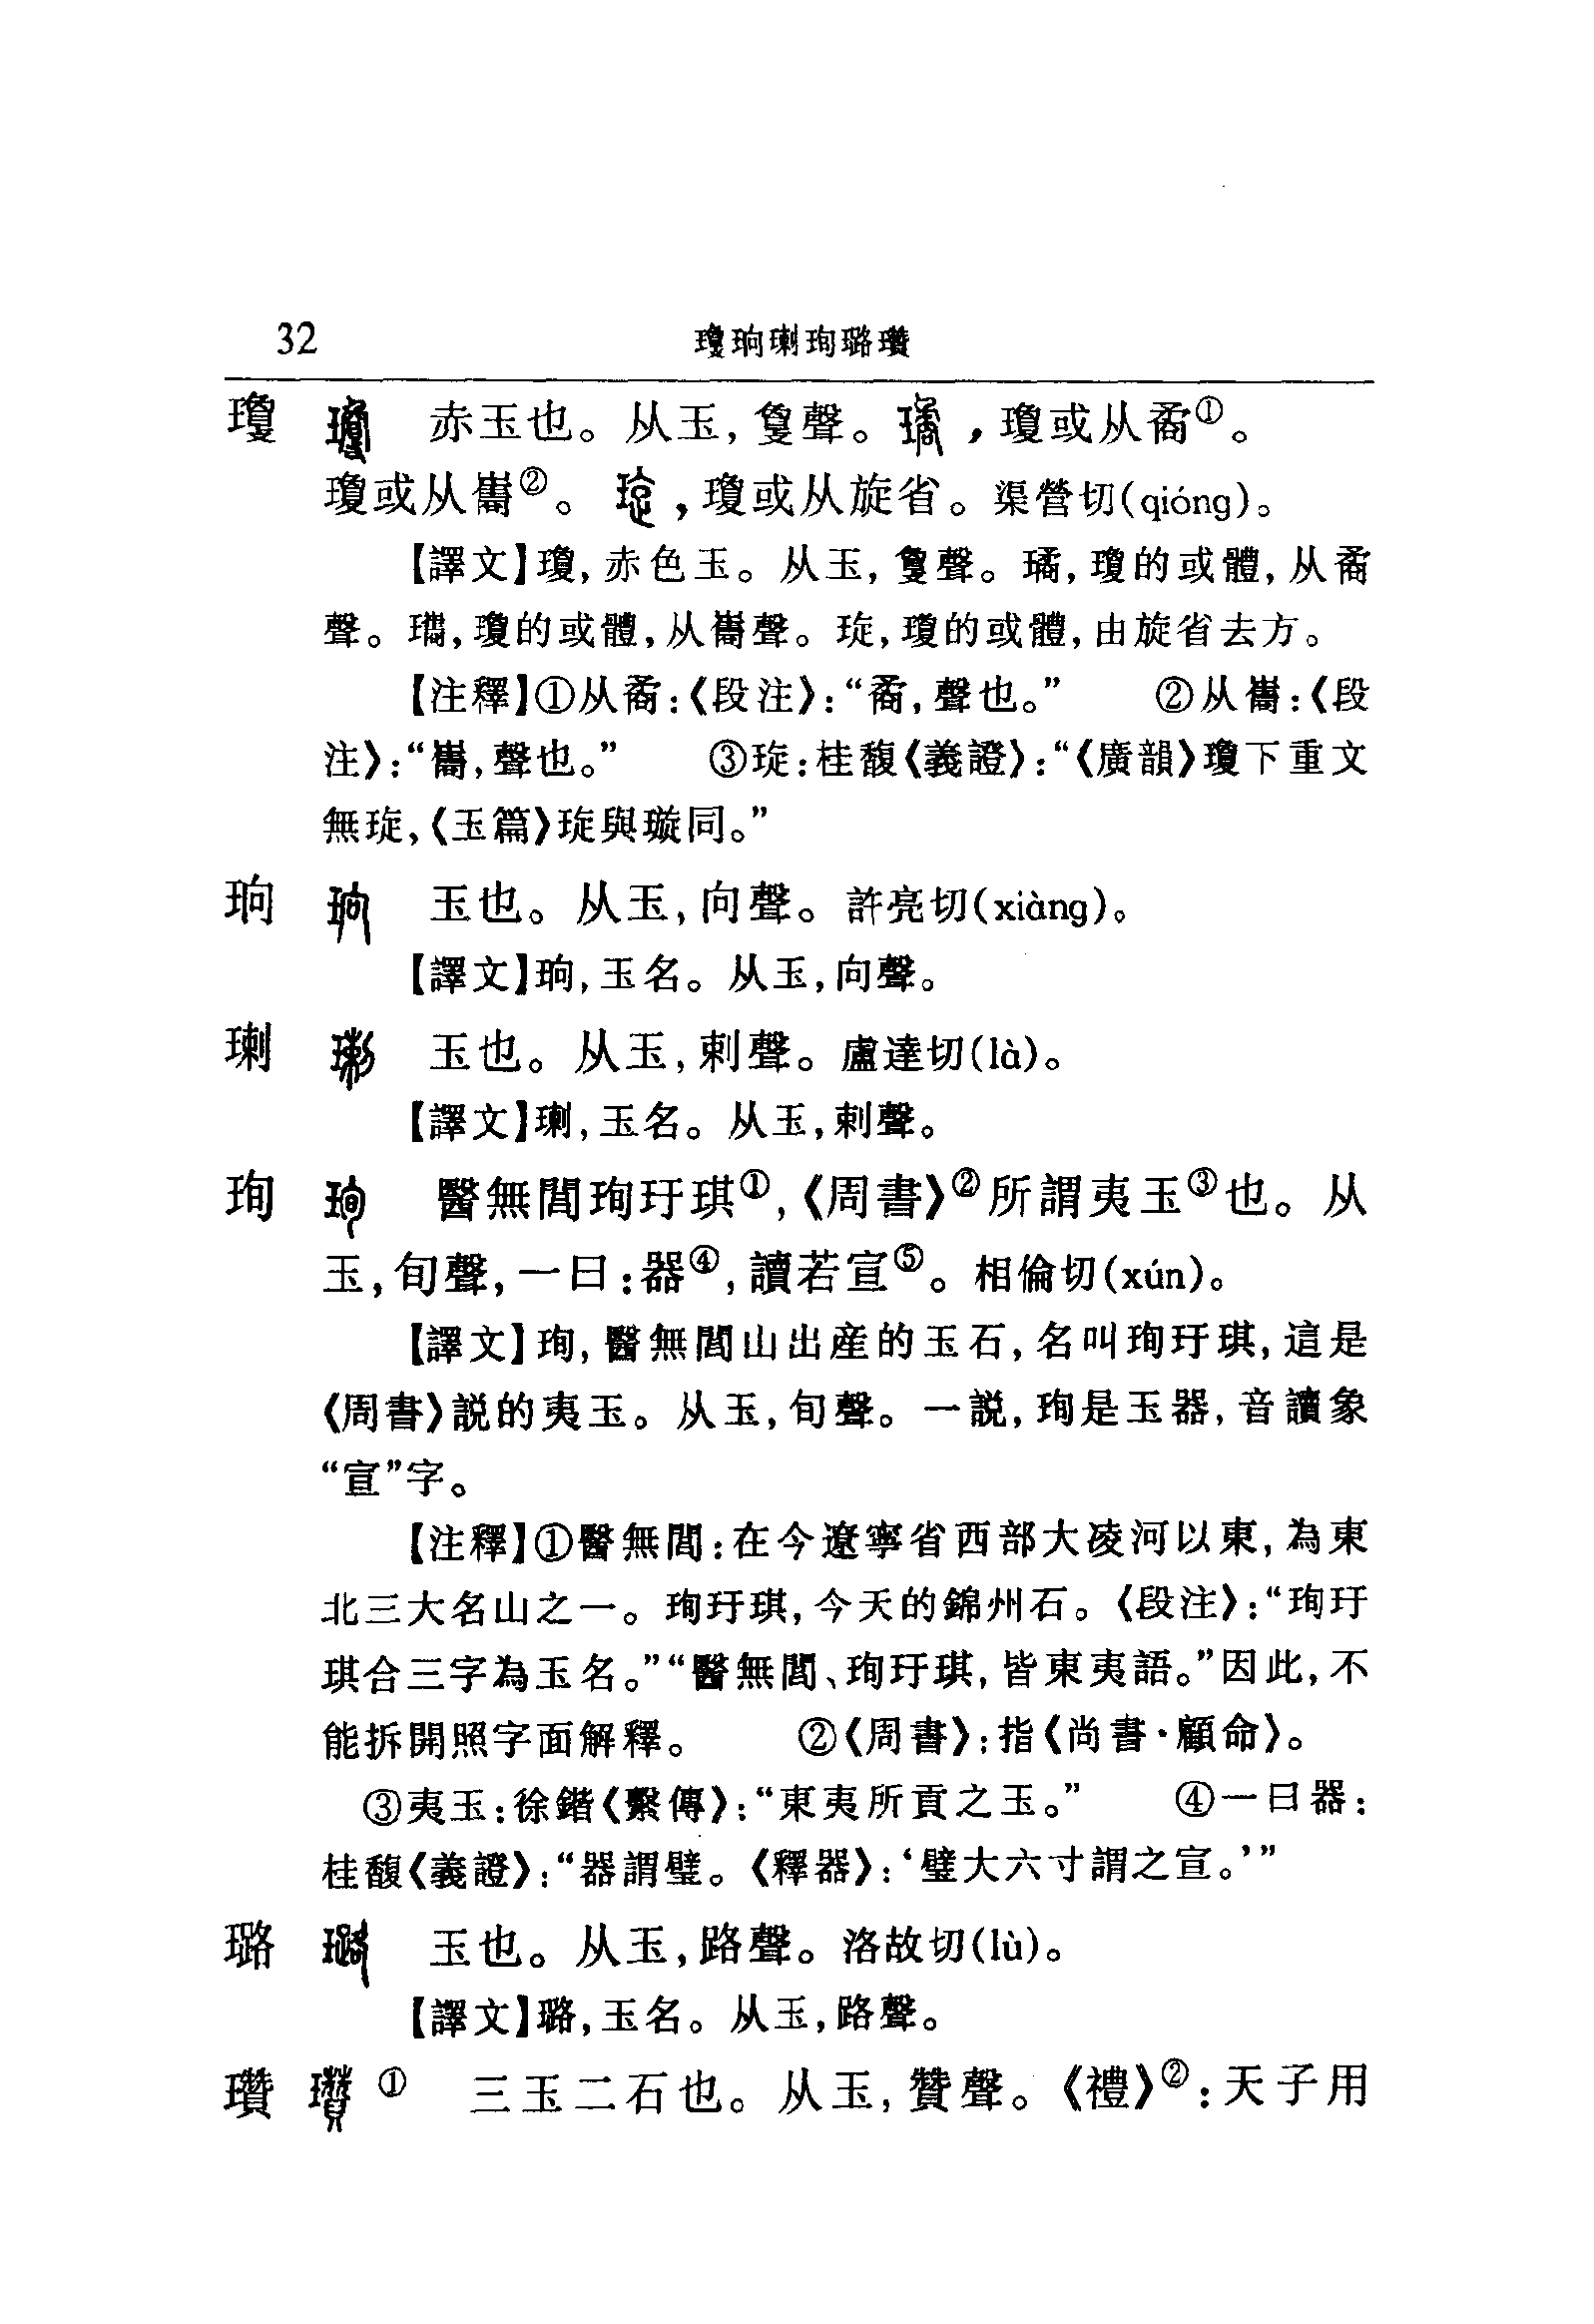 32
瓊珦瓎珣璐瓚
瓊 赤玉也。从玉,敻聲。璚,瓊或从矞①。
瓊或从巂②。琁,瓊或从旋省。渠營切(qióng)。
【譯文】瓊,赤色玉。从玉,敻聲。璚,瓊的或體,从矞
聲。瓗,瓊的或體,从巂聲。琁,瓊的或體,由旋省去方。
【注釋】①从矞:《段注》:“矞,聲也。” ②从巂:《段
注》:“巂,聲也。” ③琁:桂馥《義證》:“《廣韻》瓊下重文
無琁,《玉篇》琁與璇同。”
珦 玉也。从玉,向聲。許亮切(xiàng)。
【譯文】珦,玉名。从玉,向聲。
瓎 玉也。从玉,剌聲。盧達切(là)。
【譯文】瓎,玉名。从玉,剌聲。
珣 醫無閭珣玗琪①,《周書》②所謂夷玉③也。从
玉,旬聲,一曰:器④,讀若宣⑤。相倫切(xún)。
【譯文】珣,醫無閭山出産的玉石,名叫珣玗琪,這是
《周書》説的夷玉。从玉,旬聲。一説,珣是玉器,音讀象
“宣”字。
【注釋】①醫無閭:在今遼寧省西部大凌河以東,為東
北三大名山之一。珣玗琪,今天的錦州石。《段注》:“珣玗
琪合三字為玉名。”“醫無閭、珣玗琪,皆東夷語。”因此,不
能拆開照字面解釋。 ②《周書》:指《尚書·顧命》。
③夷玉:徐鍇《繫傳》:“東夷所貢之玉。” ④一曰器:
桂馥《義證》:“器謂璧。《釋器》:‘璧大六寸謂之宣。’”
璐 玉也。从玉,路聲。洛故切(lù)。
【譯文】璐,玉名。从玉,路聲。
瓚 ① 三玉二石也。从玉,贊聲。《禮》②:天子用